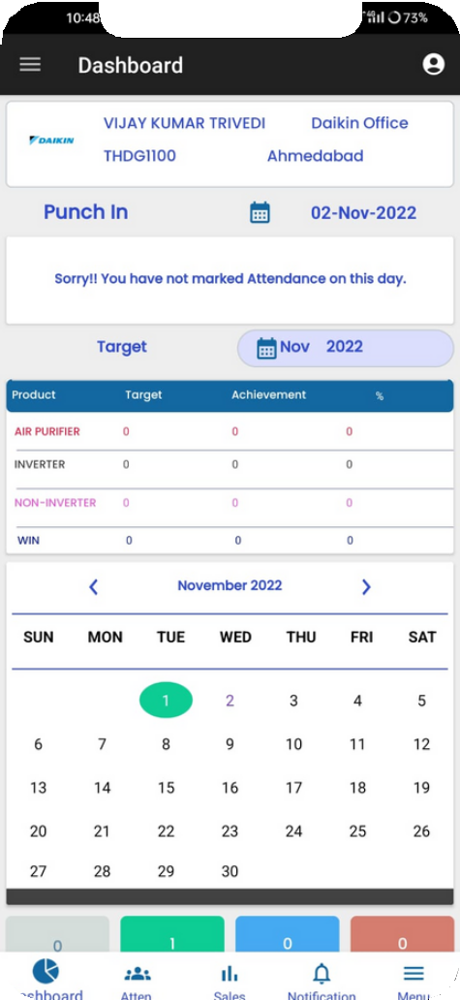 10:48 4G 73%
Dashboard
DAIKIN
VIJAY KUMAR TRIVEDI Daikin Office
THDG1100 Ahmedabad
Punch In 02-Nov-2022
Sorry!! You have not marked Attendance on this day.
Target Nov 2022
Product Target Achievement %
AIR PURIFIER 0 0 0
INVERTER 0 0 0
NON-INVERTER 0 0 0
WIN 0 0 0
November 2022
SUN MON TUE WED THU FRI SAT
1 2 3 4 5
6 7 8 9 10 11 12
13 14 15 16 17 18 19
20 21 22 23 24 25 26
27 28 29 30
0 1 0 0
shboard Atten Sales Notification Menu